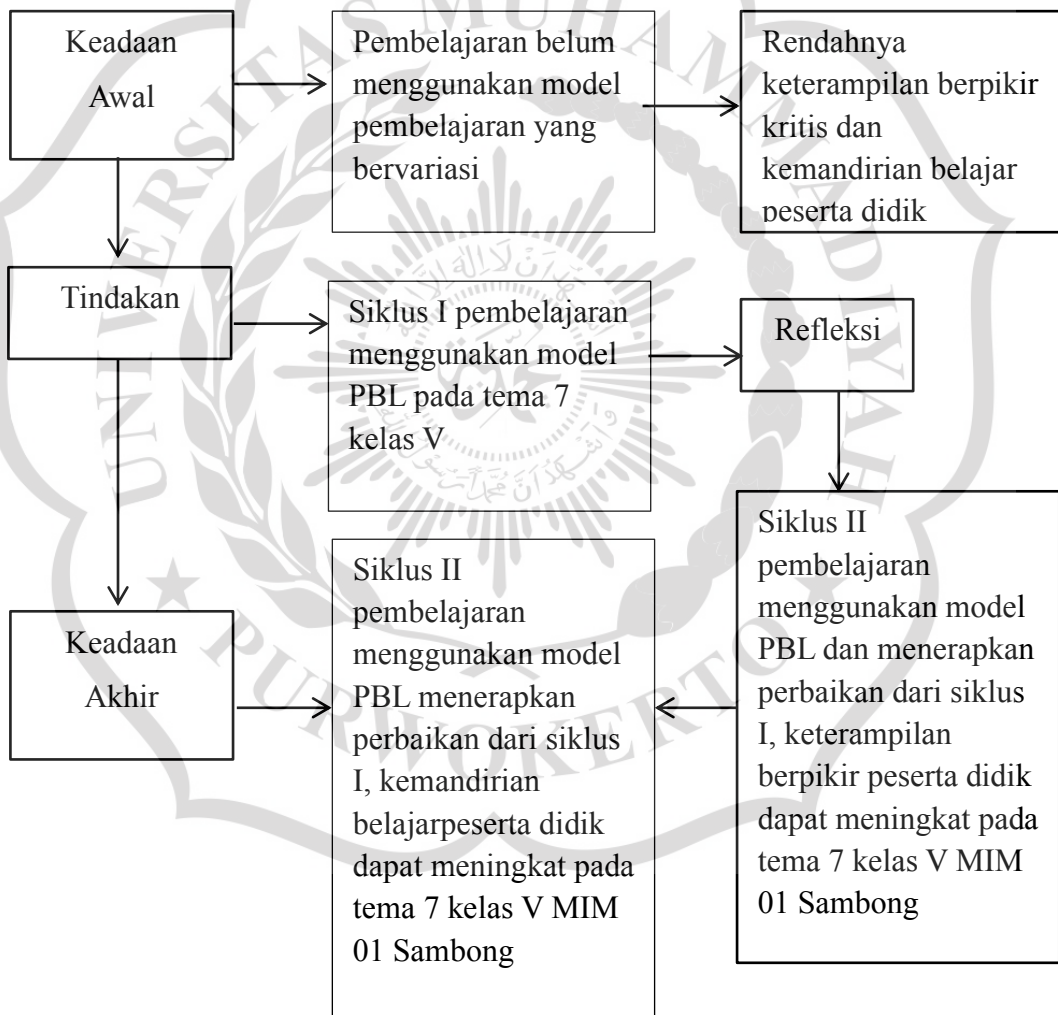 Keadaan
Awal
Pembelajaran belum
menggunakan model
pembelajaran yang
bervariasi
Rendahnya
keterampilan berpikir
kritis dan
kemandirian belajar
peserta didik
Tindakan
Siklus I pembelajaran
menggunakan model
PBL pada tema 7
kelas V
Refleksi
Siklus II
pembelajaran
menggunakan model
PBL dan menerapkan
perbaikan dari siklus
I, keterampilan
berpikir peserta didik
dapat meningkat pada
tema 7 kelas V MIM
01 Sambong
Keadaan
Akhir
Siklus II
pembelajaran
menggunakan model
PBL menerapkan
perbaikan dari siklus
I, kemandirian
belajarpeserta didik
dapat meningkat pada
tema 7 kelas V MIM
01 Sambong
UNIVERSITAS MUHAMMADIYAH
PURWOKERTO